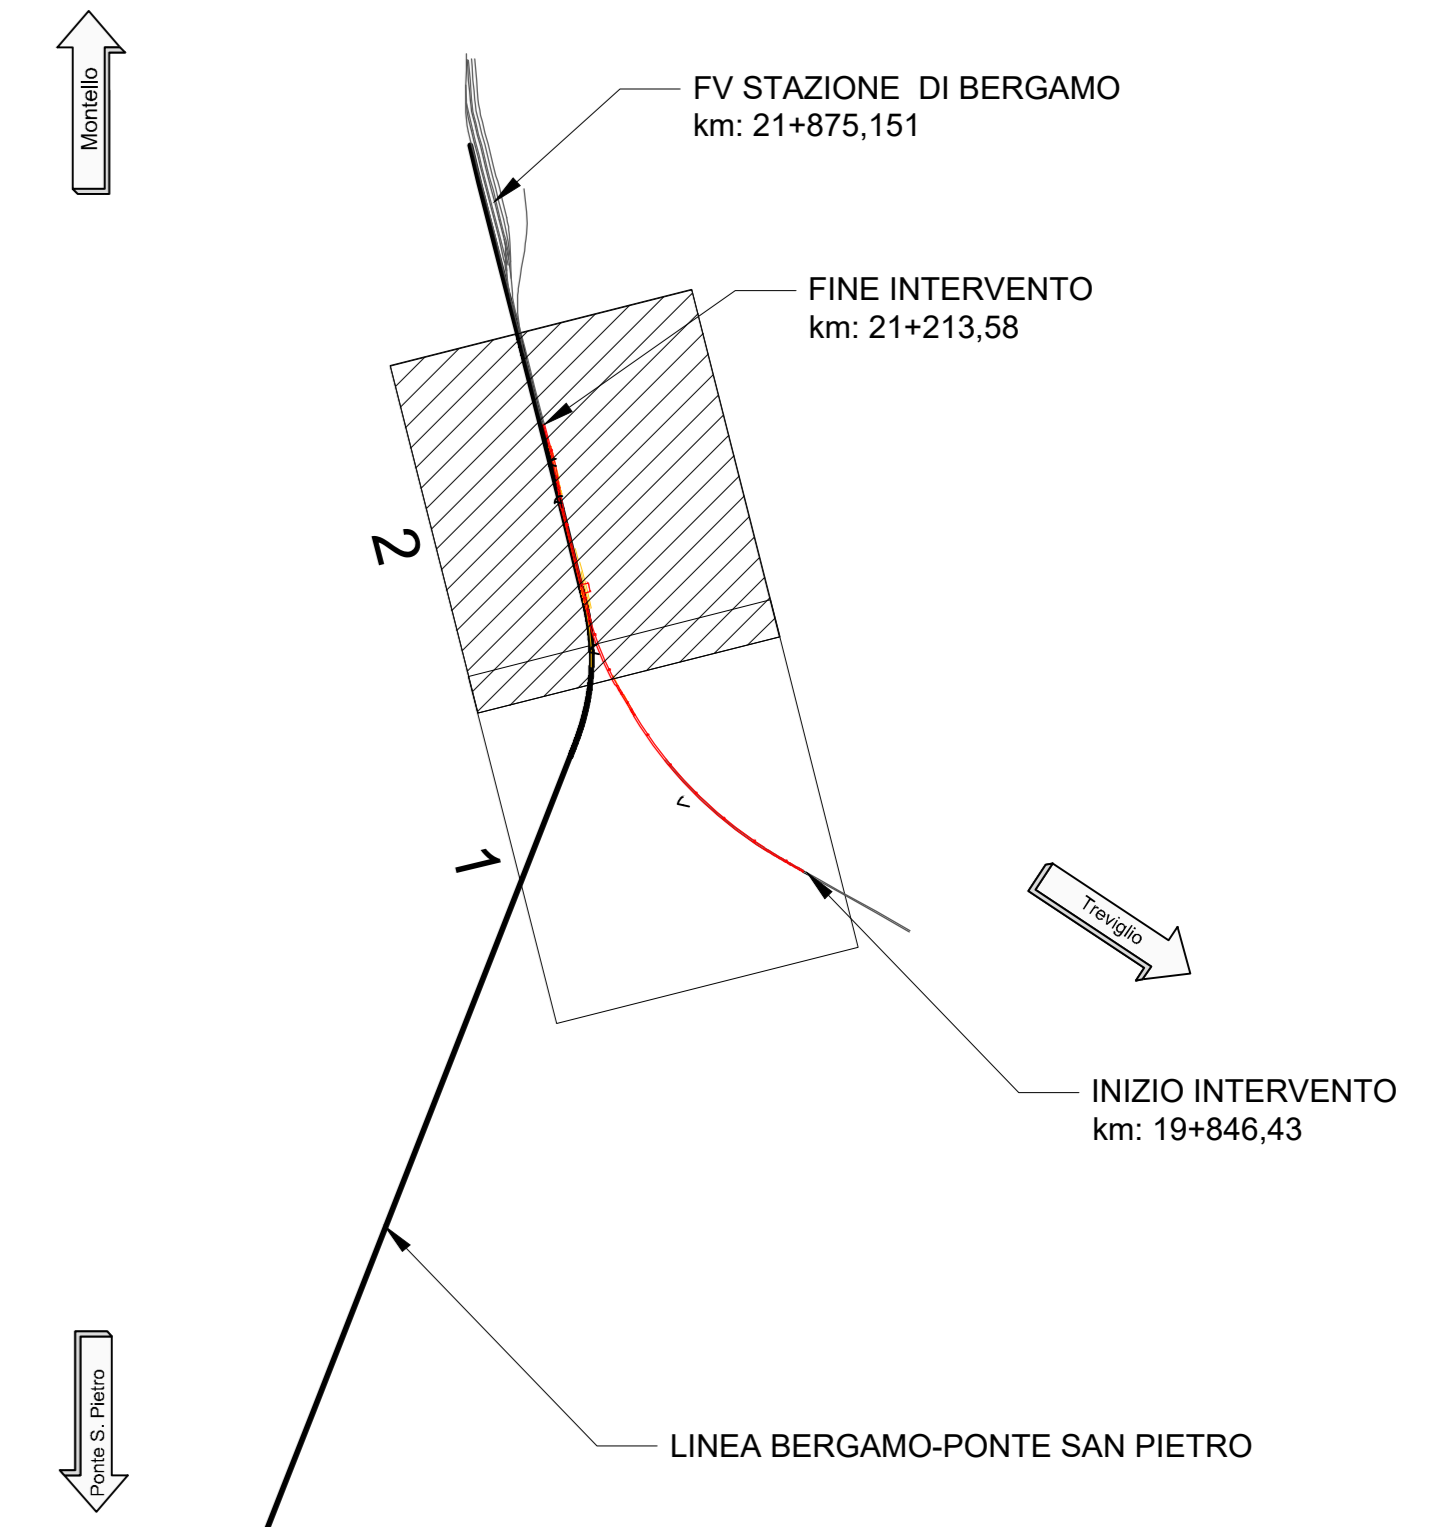 Montello
FV STAZIONE  DI BERGAMO
km: 21+875,151
FINE INTERVENTO
km: 21+213,58
2
1
Treviglio
INIZIO INTERVENTO
km: 19+846,43
Ponte S. Pietro
LINEA BERGAMO-PONTE SAN PIETRO